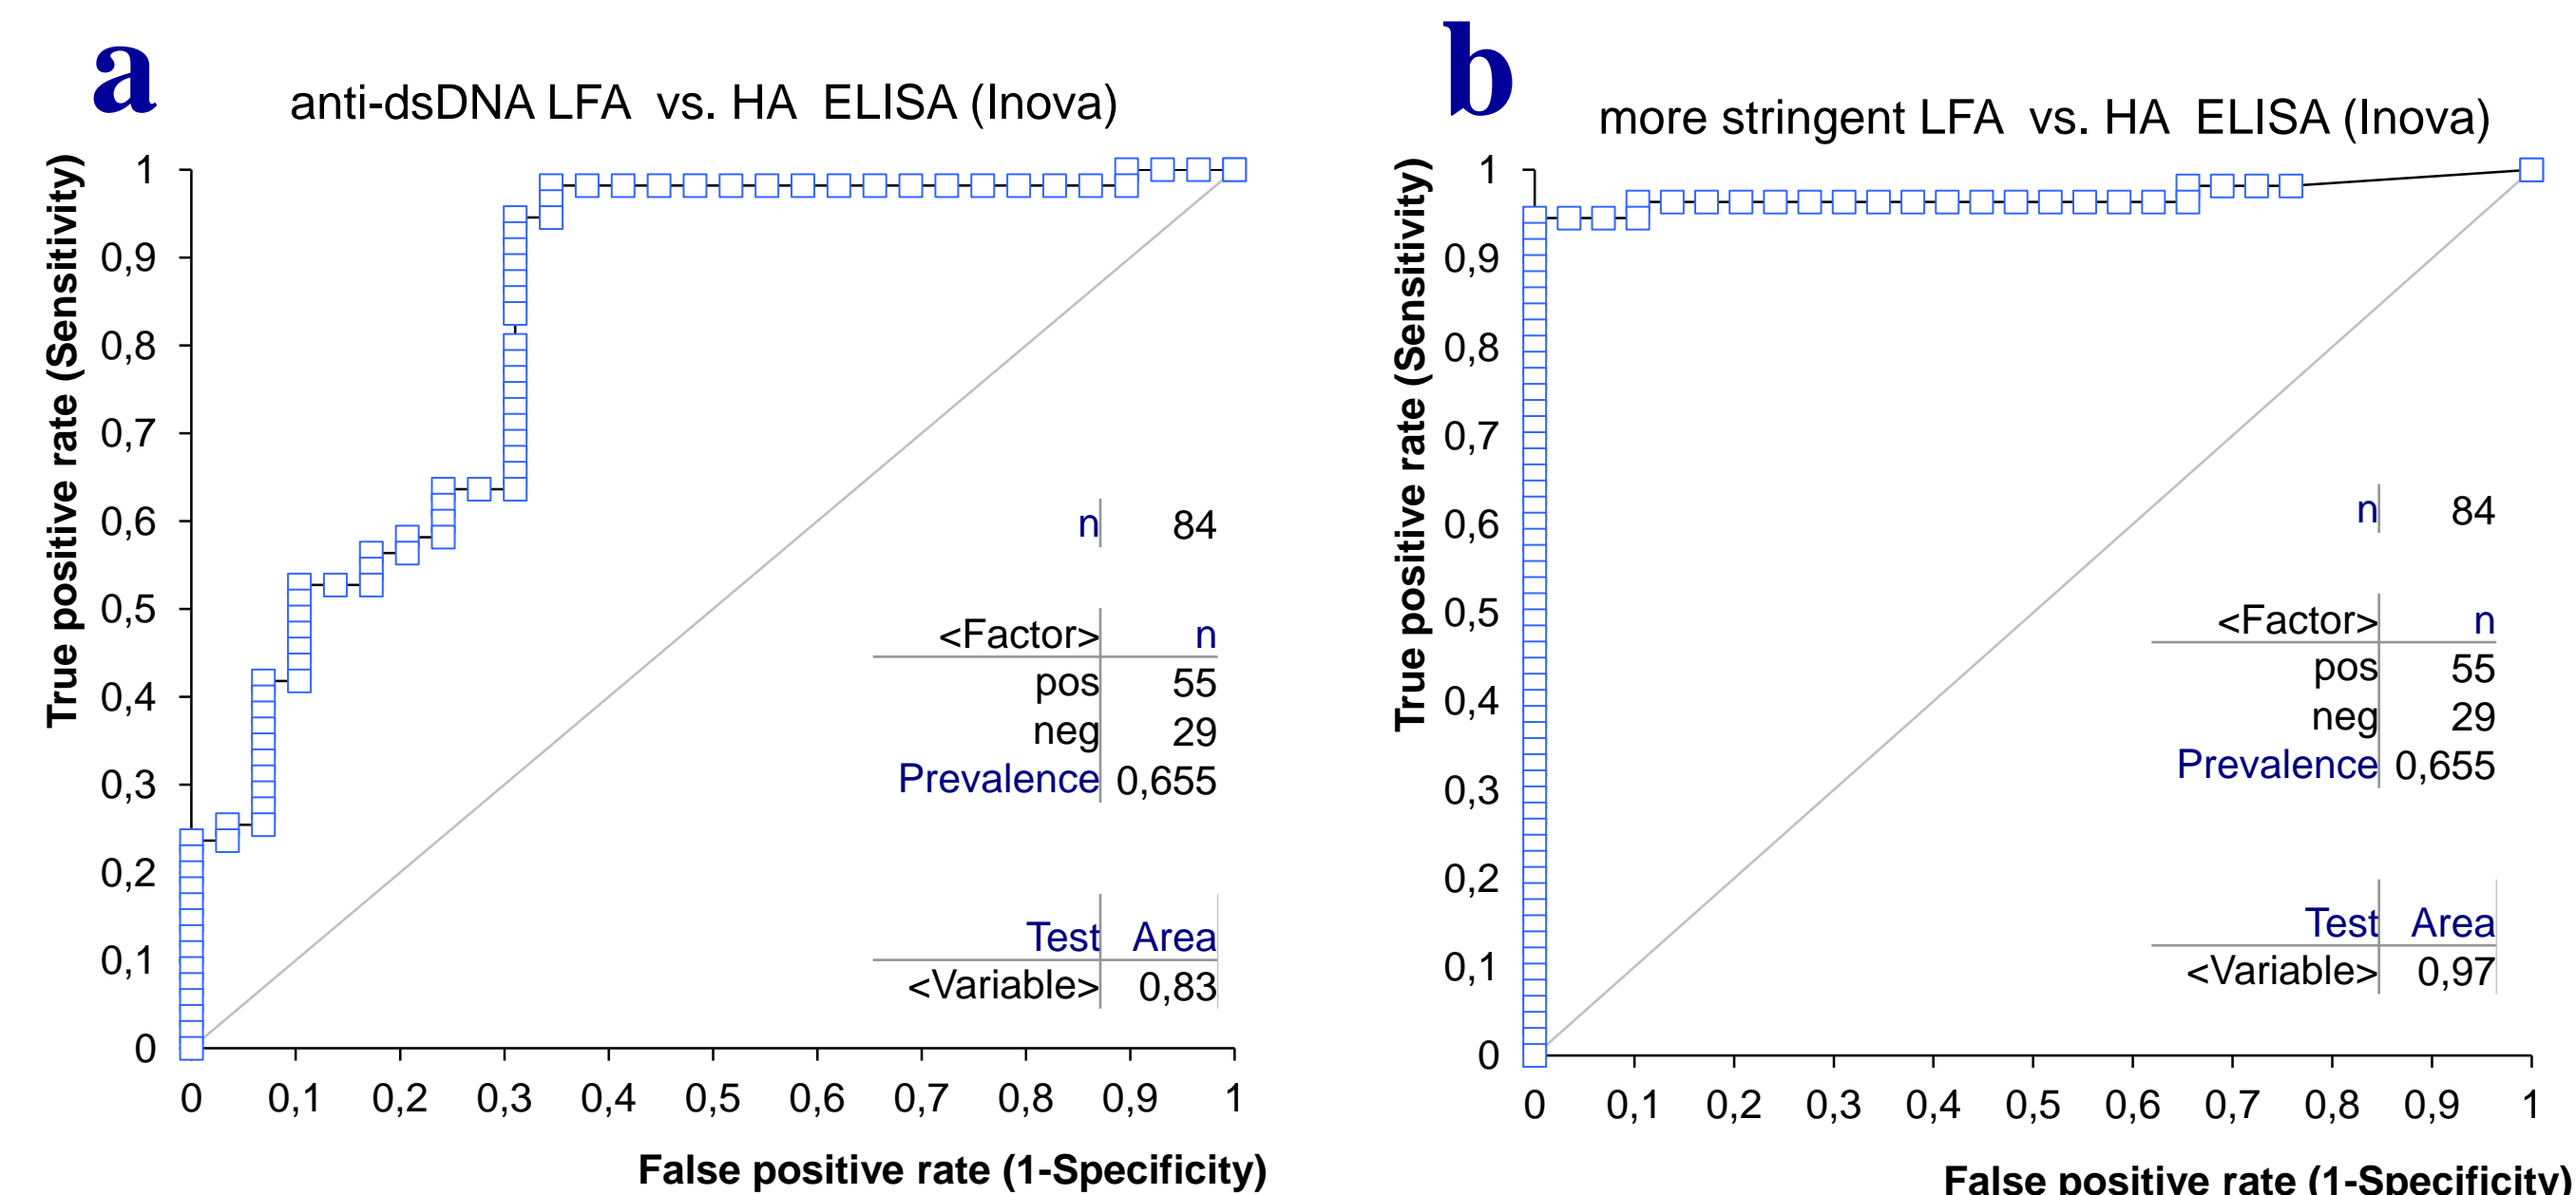 a
anti-dsDNA LFA vs. HA ELISA (Inova)
True positive rate (Sensitivity)
1
0,9
0,8
0,7
0,6
0,5
0,4
0,3
0,2
0,1
0
0 0,1 0,2 0,3 0,4 0,5 0,6 0,7 0,8 0,9 1
False positive rate (1-Specificity)
n 84
<Factor> n
pos 55
neg 29
Prevalence 0,655
Test Area
<Variable> 0,83
b
more stringent LFA vs. HA ELISA (Inova)
True positive rate (Sensitivity)
1
0,9
0,8
0,7
0,6
0,5
0,4
0,3
0,2
0,1
0
0 0,1 0,2 0,3 0,4 0,5 0,6 0,7 0,8 0,9 1
False positive rate (1-Specificity)
n 84
<Factor> n
pos 55
neg 29
Prevalence 0,655
Test Area
<Variable> 0,97